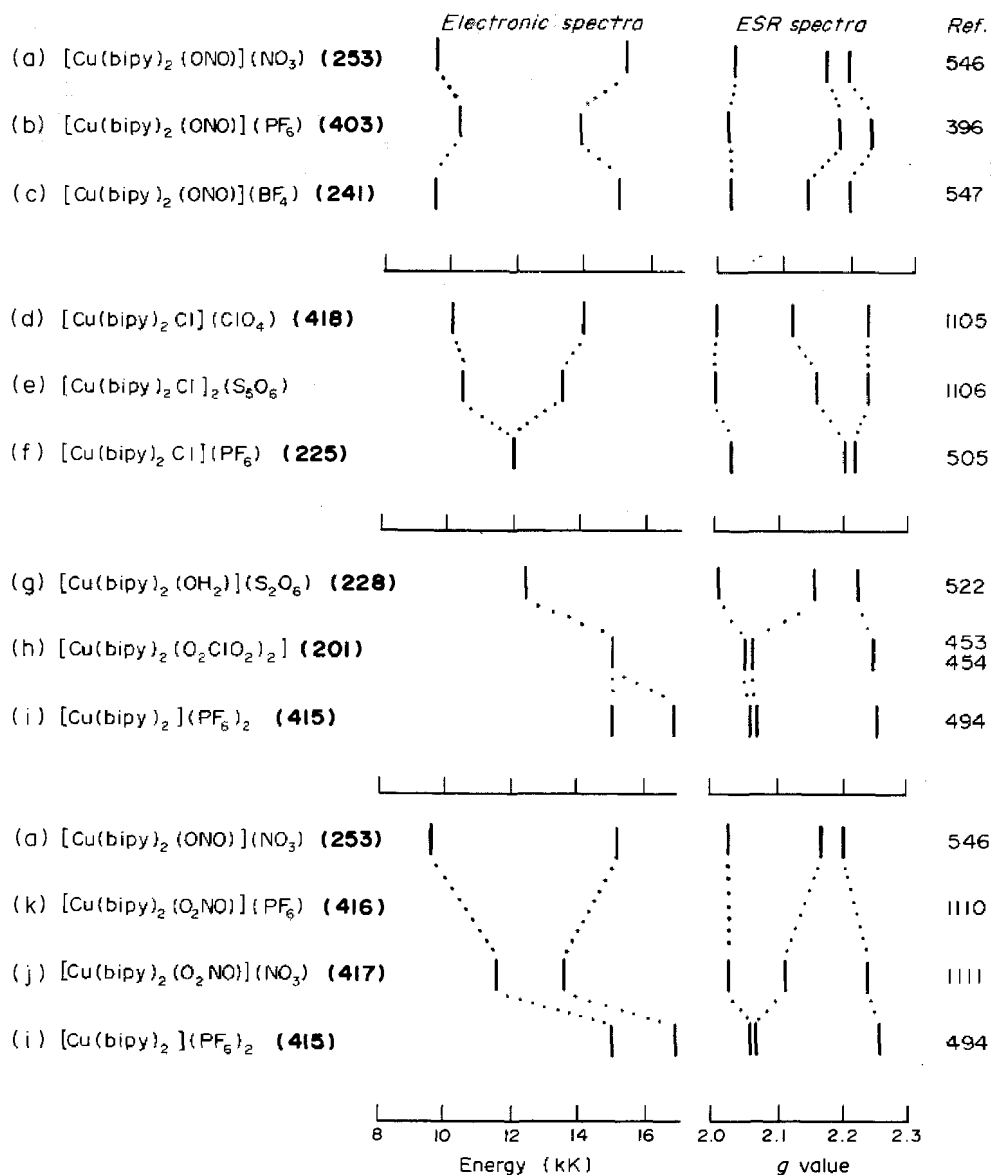 Electronic spectra ESR spectra Ref.
(a) [Cu(bipy)₂(ONO)](NO₃) (253) 546
(b) [Cu(bipy)₂(ONO)](PF₆) (403) 396
(c) [Cu(bipy)₂(ONO)](BF₄) (241) 547
(d) [Cu(bipy)₂Cl](ClO₄) (418) 1105
(e) [Cu(bipy)₂Cl]₂(S₅O₆) 1106
(f) [Cu(bipy)₂Cl](PF₆) (225) 505
(g) [Cu(bipy)₂(OH₂)](S₂O₆) (228) 522
(h) [Cu(bipy)₂(O₂ClO₂)₂] (201) 453
454
(i) [Cu(bipy)₂](PF₆)₂ (415) 494
(a) [Cu(bipy)₂(ONO)](NO₃) (253) 546
(k) [Cu(bipy)₂(O₂NO)](PF₆) (416) 1110
(j) [Cu(bipy)₂(O₂NO)](NO₃) (417) 1111
(i) [Cu(bipy)₂](PF₆)₂ (415) 494
8 10 12 14 16 2.0 2.1 2.2 2.3
Energy (kK) g value